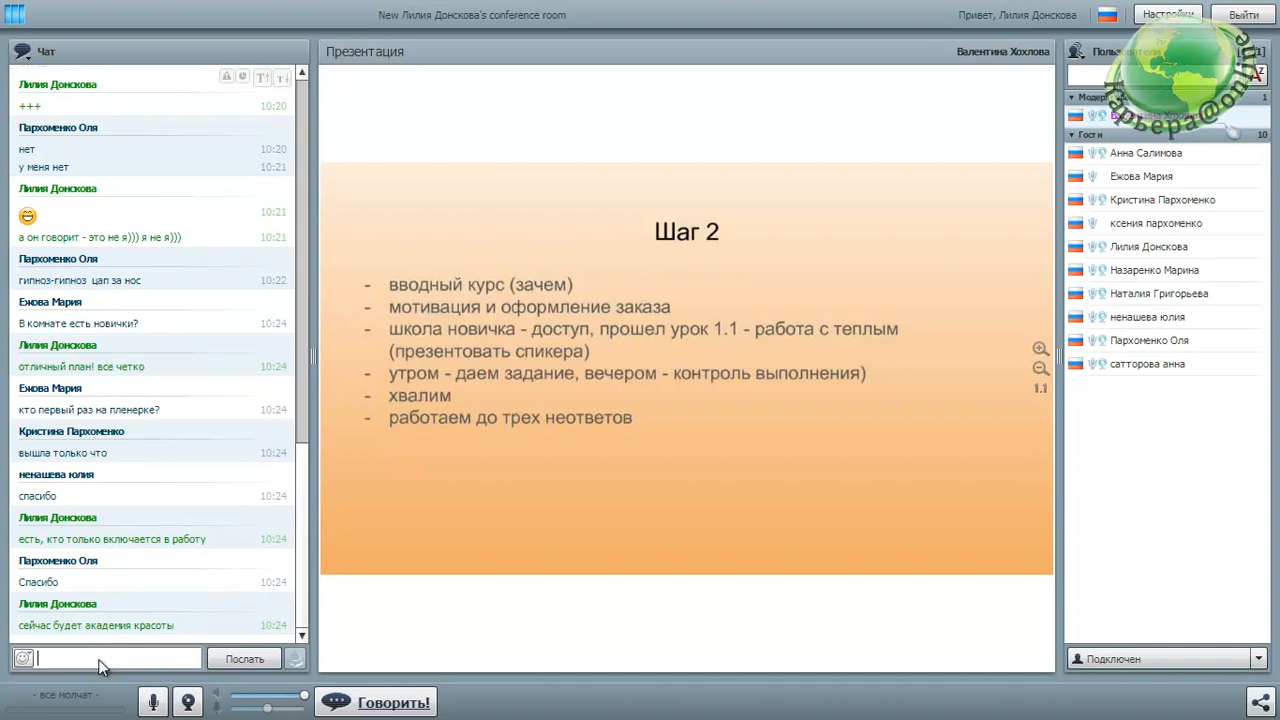 New Лилия Донскова's conference room
Привет, Лилия Донскова
Настройки
Выйти
Чат
Лилия Донскова
+++ 10:20
Пархоменко Оля
нет 10:20
у меня нет 10:21
Лилия Донскова
10:21
а он говорит - это не я))) я не я))) 10:21
Пархоменко Оля
гипноз-гипноз цап за нос 10:22
Ежова Мария
В комнате есть новички? 10:24
Лилия Донскова
отличный план! все четко 10:24
Ежова Мария
кто первый раз на пленерке? 10:24
Кристина Пархоменко
вышла только что 10:24
ненашева юлия
спасибо 10:24
Лилия Донскова
есть, кто только включается в работу 10:24
Пархоменко Оля
Спасибо 10:24
Лилия Донскова
сейчас будет академия красоты 10:24
Послать
- все молчат -
Говорить!
Презентация
Валентина Хохлова
Шаг 2
- вводный курс (зачем)
- мотивация и оформление заказа
- школа новичка - доступ, прошел урок 1.1 - работа с теплым
(презентовать спикера)
- утром - даем задание, вечером - контроль выполнения)
- хвалим
- работаем до трех неответов
1.1
карьера@online
Гости 10
Анна Салимова
Ежова Мария
Кристина Пархоменко
ксения пархоменко
Лилия Донскова
Назаренко Марина
Наталия Григорьева
ненашева юлия
Пархоменко Оля
сатторова анна
Подключен